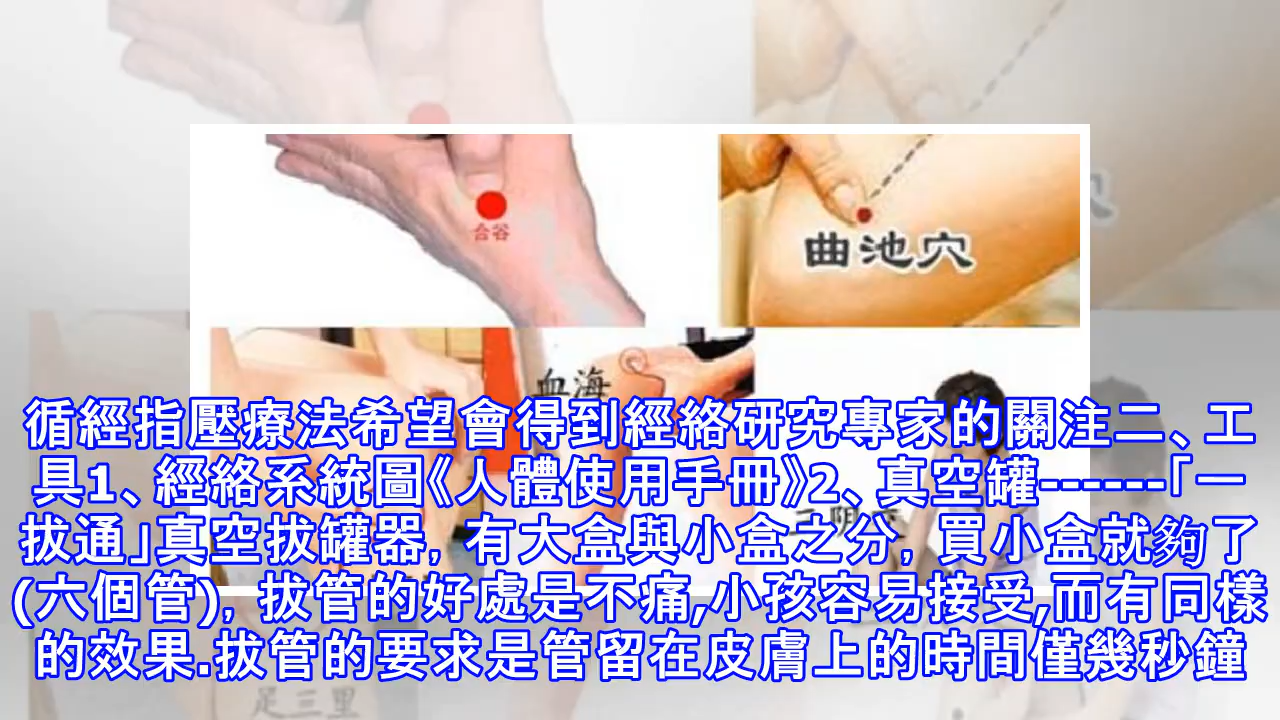 合谷
曲池穴
血海
循經指壓療法希望會得到經絡研究專家的關注二、工
具1、經絡系統圖《人體使用手冊》2、真空罐------「一
拔通」真空拔罐器, 有大盒與小盒之分, 買小盒就夠了
(六個管), 拔管的好處是不痛,小孩容易接受,而有同樣
的效果.拔管的要求是管留在皮膚上的時間僅幾秒鐘
足三里